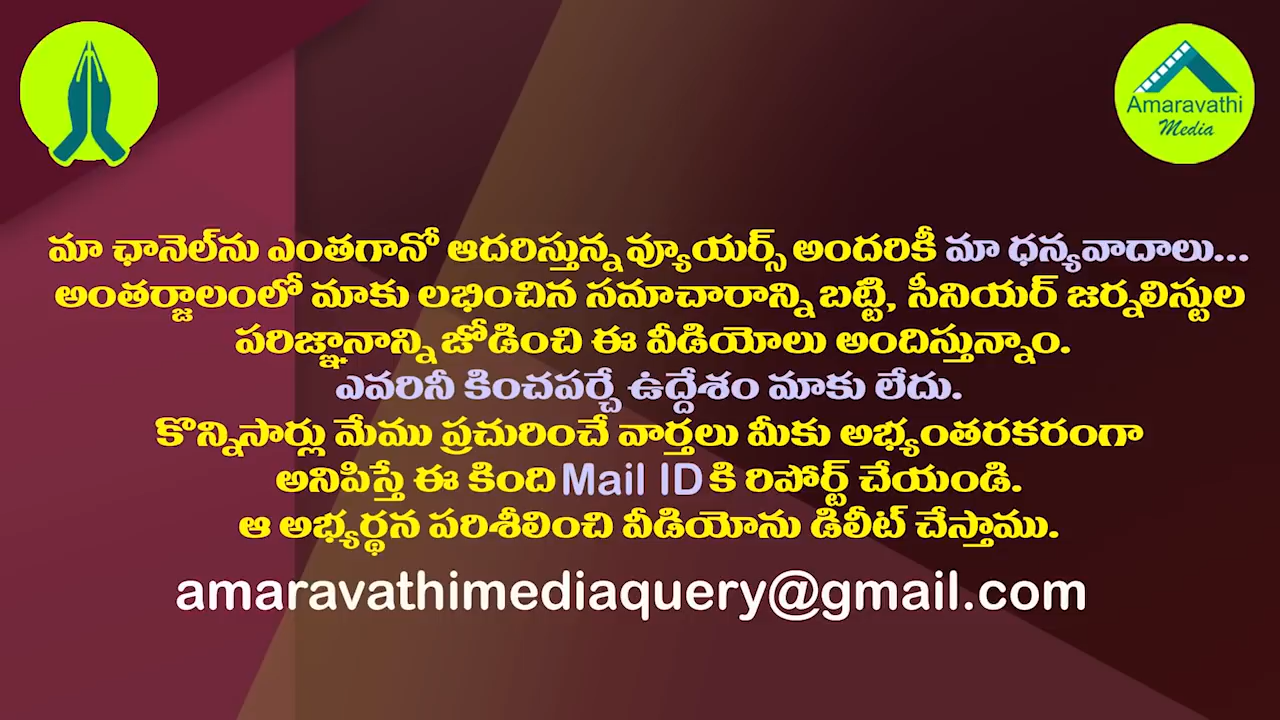 Amaravathi
Media
మా ఛానెల్‌ను ఎంతగానో ఆదరిస్తున్న వ్యూయర్స్ అందరికీ మా ధన్యవాదాలు...
అంతర్జాలంలో మాకు లభించిన సమాచారాన్ని బట్టి, సీనియర్ జర్నలిస్టుల
పరిజ్ఞానాన్ని జోడించి ఈ వీడియోలు అందిస్తున్నాం.
ఎవరినీ కించపర్చే ఉద్దేశం మాకు లేదు.
కొన్నిసార్లు మేము ప్రచురించే వార్తలు మీకు అభ్యంతరకరంగా
అనిపిస్తే ఈ కింది Mail ID కి రిపోర్ట్ చేయండి.
ఆ అభ్యర్థన పరిశీలించి వీడియోను డిలీట్ చేస్తాము.
amaravathimediaquery@gmail.com